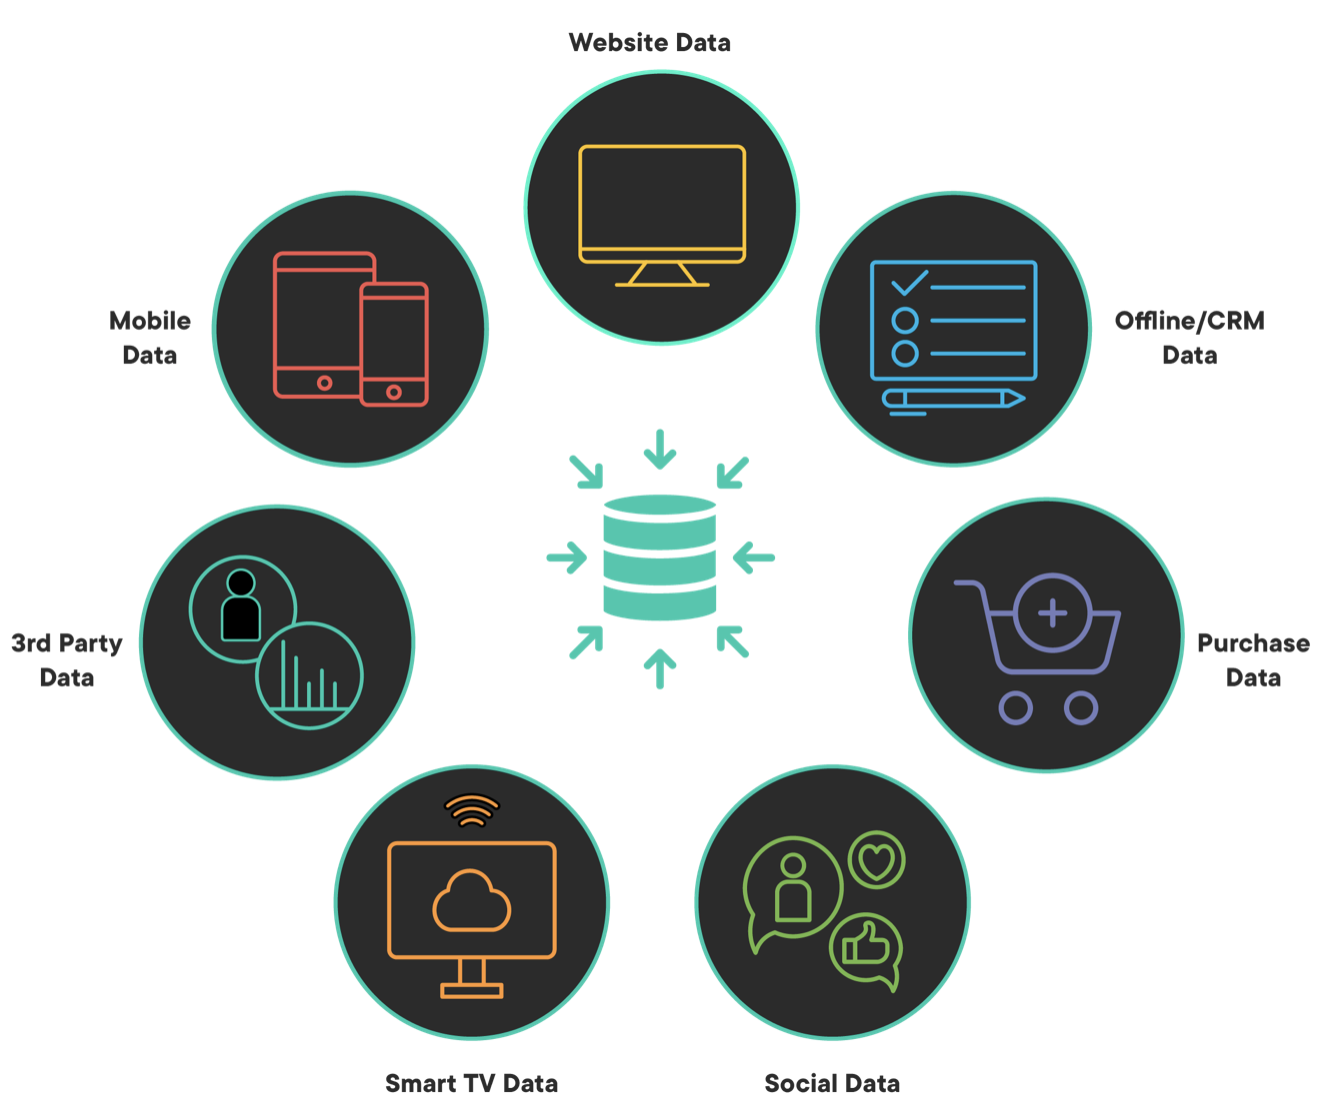 Website Data
Mobile
Data
Offline/CRM
Data
3rd Party
Data
Purchase
Data
Smart TV Data
Social Data